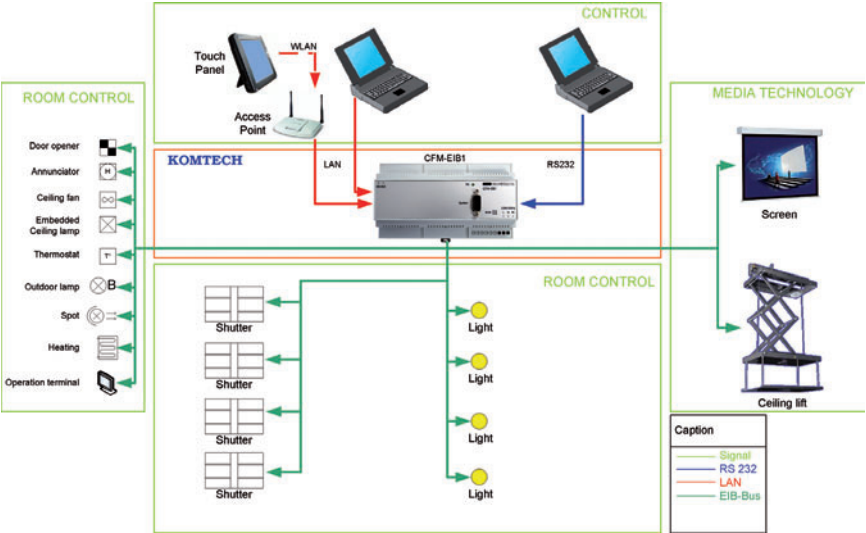 CONTROL
Touch
Panel
WLAN
Access
Point
ROOM CONTROL
Door opener
Annunciator
H
Ceiling fan
Embedded
Ceiling lamp
Thermostat
T°
Outdoor lamp
B
Spot
Heating
Operation terminal
KOMTECH
LAN
CFM-EIB1
RS232
MEDIA TECHNOLOGY
Screen
Ceiling lift
ROOM CONTROL
Shutter
Light
Shutter
Light
Shutter
Light
Shutter
Light
Caption
Signal
RS 232
LAN
EIB-Bus